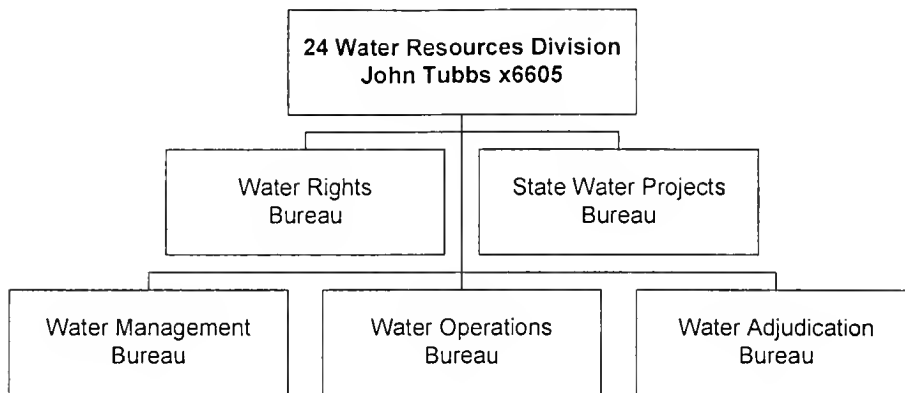 24 Water Resources Division
John Tubbs x6605
Water Rights
Bureau
State Water Projects
Bureau
Water Management
Bureau
Water Operations
Bureau
Water Adjudication
Bureau